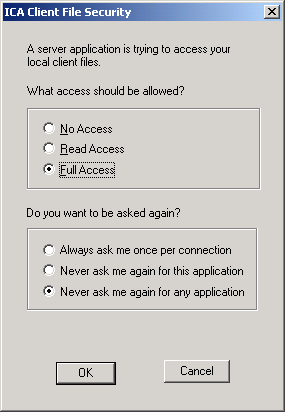 ICA Client File Security
A server application is trying to access your
local client files.
What access should be allowed?
No Access
Read Access
Full Access
Do you want to be asked again?
Always ask me once per connection
Never ask me again for this application
Never ask me again for any application
OK
Cancel